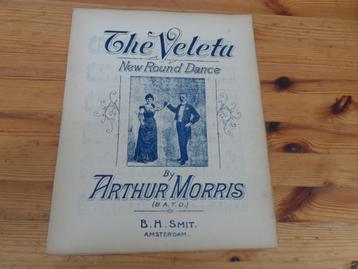 The Veleta
New Round Dance
By
ARTHUR MORRIS
(B.A.T.D.)
B. H. SMIT.
AMSTERDAM.